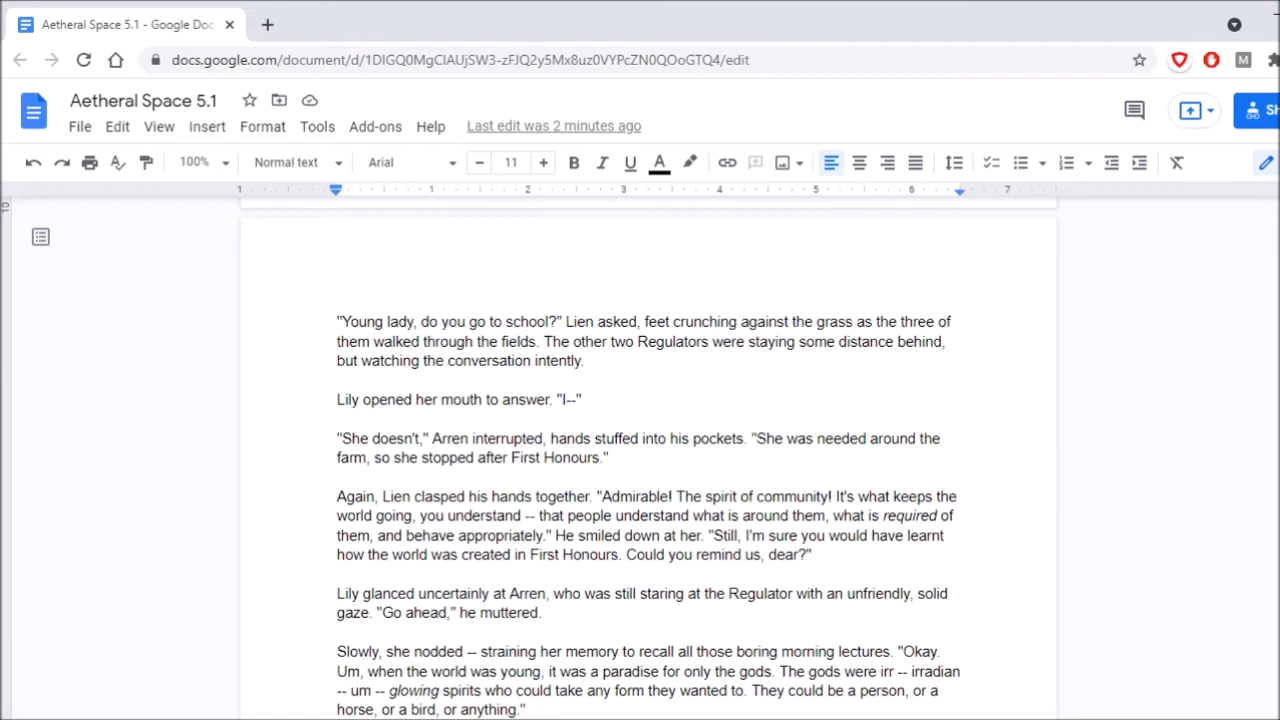 Aetheral Space 5.1 - Google Doc
docs.google.com/document/d/1DIGQ0MgCIAUjSW3-zFJQ2y5Mx8uz0VYPcZN0QOoGTQ4/edit
M
Aetheral Space 5.1
File Edit View Insert Format Tools Add-ons Help Last edit was 2 minutes ago
100% Normal text Arial 11 B I U A
1 1 2 3 4 5 6 7
"Young lady, do you go to school?" Lien asked, feet crunching against the grass as the three of
them walked through the fields. The other two Regulators were staying some distance behind,
but watching the conversation intently.
Lily opened her mouth to answer. "I--"
"She doesn't," Arren interrupted, hands stuffed into his pockets. "She was needed around the
farm, so she stopped after First Honours."
Again, Lien clasped his hands together. "Admirable! The spirit of community! It's what keeps the
world going, you understand -- that people understand what is around them, what is required of
them, and behave appropriately." He smiled down at her. "Still, I'm sure you would have learnt
how the world was created in First Honours. Could you remind us, dear?"
Lily glanced uncertainly at Arren, who was still staring at the Regulator with an unfriendly, solid
gaze. "Go ahead," he muttered.
Slowly, she nodded -- straining her memory to recall all those boring morning lectures. "Okay.
Um, when the world was young, it was a paradise for only the gods. The gods were irr -- irradian
-- um -- glowing spirits who could take any form they wanted to. They could be a person, or a
horse, or a bird, or anything."